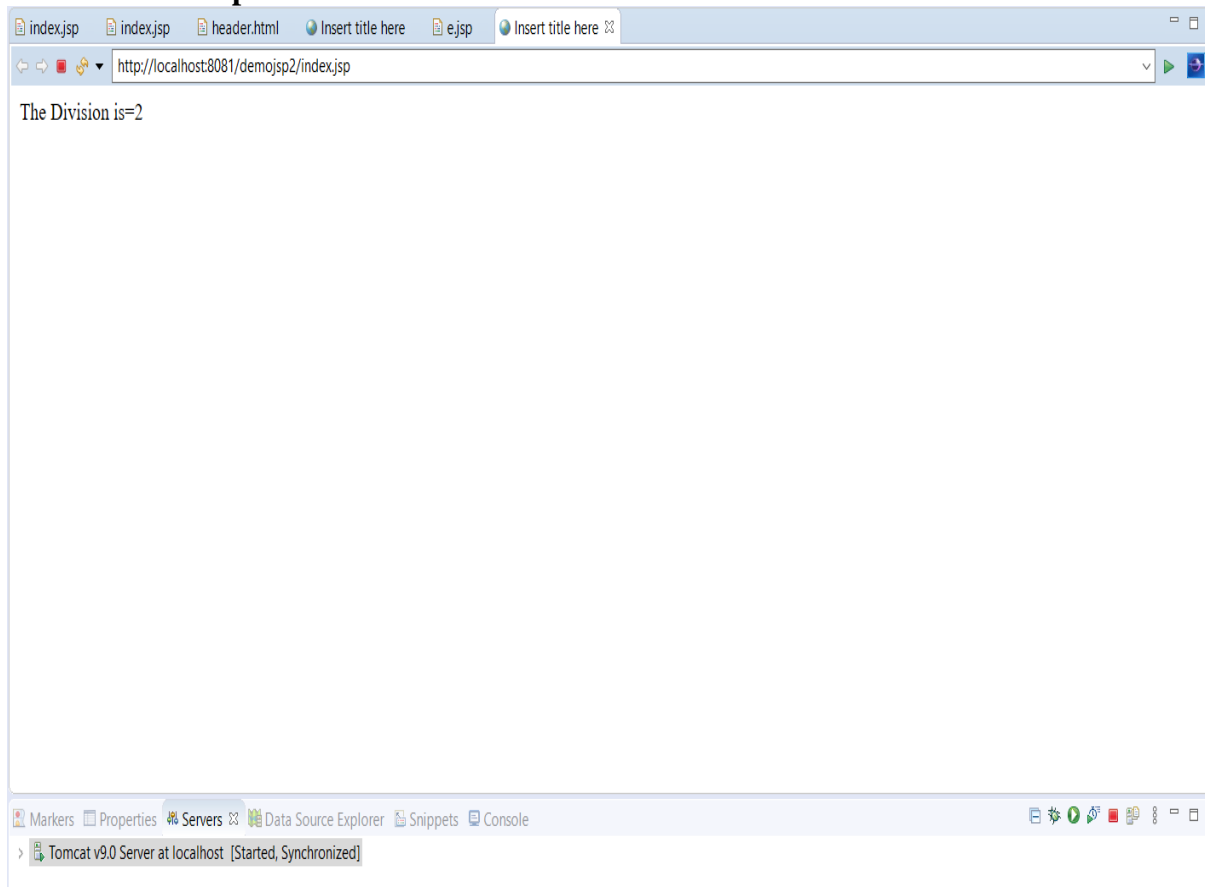 index.jsp index.jsp header.html Insert title here e.jsp Insert title here
http://localhost:8081/demojsp2/index.jsp
The Division is=2
Markers Properties Servers Data Source Explorer Snippets Console
Tomcat v9.0 Server at localhost [Started, Synchronized]